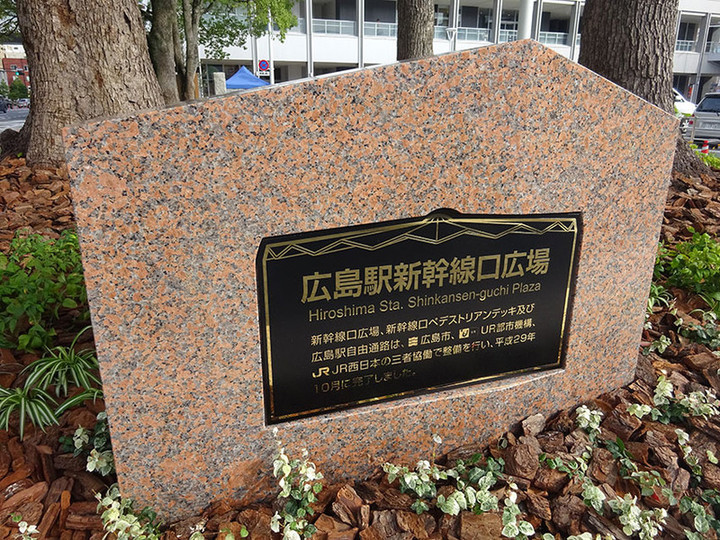 広島駅新幹線口広場
Hiroshima Sta. Shinkansen-guchi Plaza
新幹線口広場、新幹線口ペデストリアンデッキ及び
広島駅自由通路は、広島市、UR都市機構、
JR西日本の三者協働で整備を行い、平成29年
10月に完了しました。